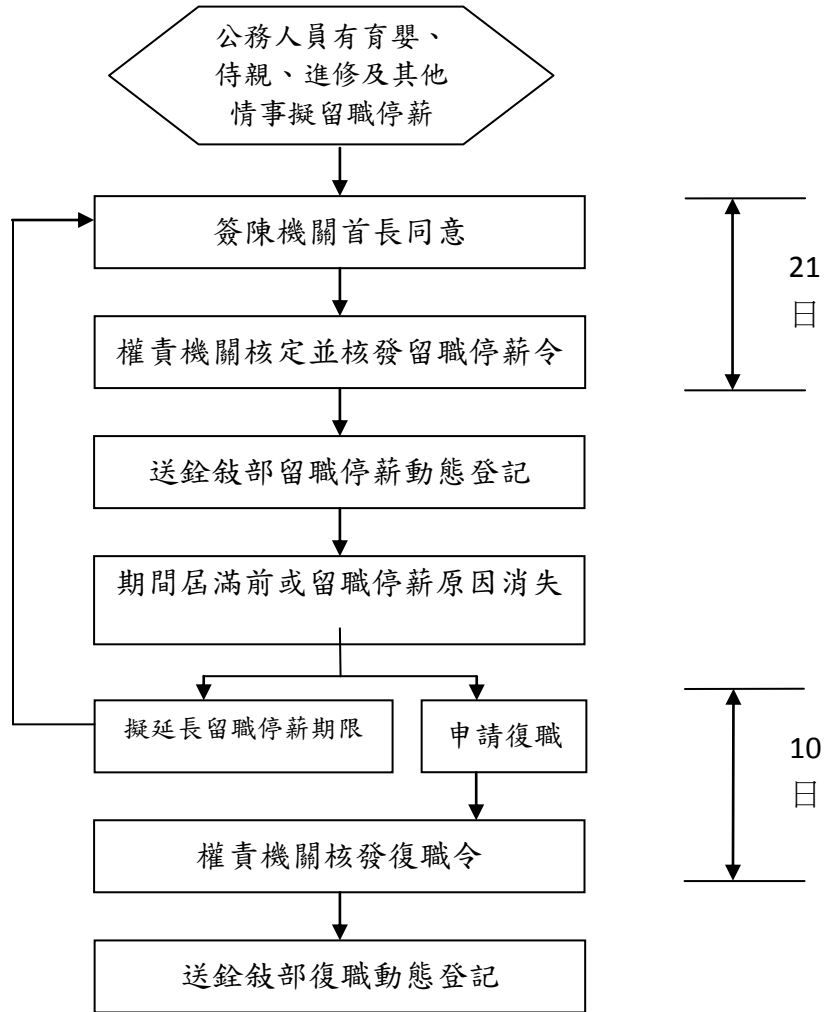 公務人員有育嬰、
侍親、進修及其他
情事擬留職停薪
簽陳機關首長同意
21
日
權責機關核定並核發留職停薪令
送銓敍部留職停薪動態登記
期間屆滿前或留職停薪原因消失
擬延長留職停薪期限
申請復職
10
日
權責機關核發復職令
送銓敍部復職動態登記